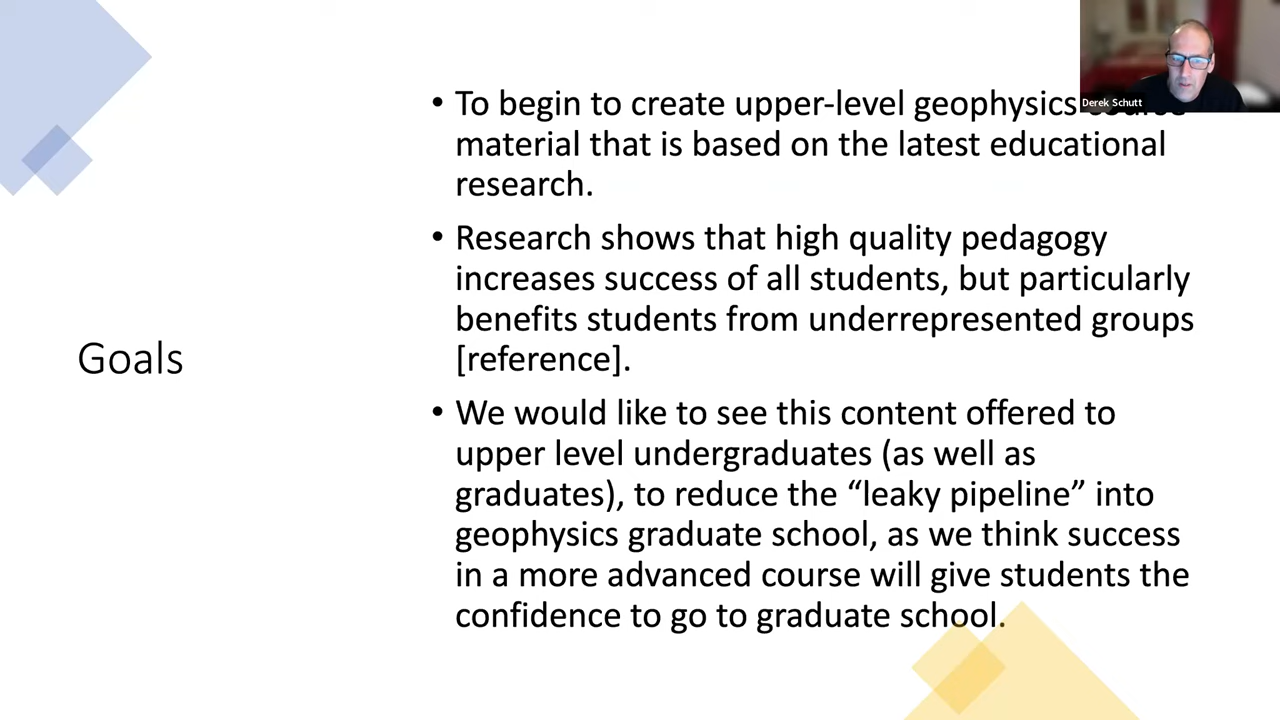 Goals
• To begin to create upper-level geophysics course
material that is based on the latest educational
research.
• Research shows that high quality pedagogy
increases success of all students, but particularly
benefits students from underrepresented groups
[reference].
• We would like to see this content offered to
upper level undergraduates (as well as
graduates), to reduce the “leaky pipeline” into
geophysics graduate school, as we think success
in a more advanced course will give students the
confidence to go to graduate school.
Derek Schutt